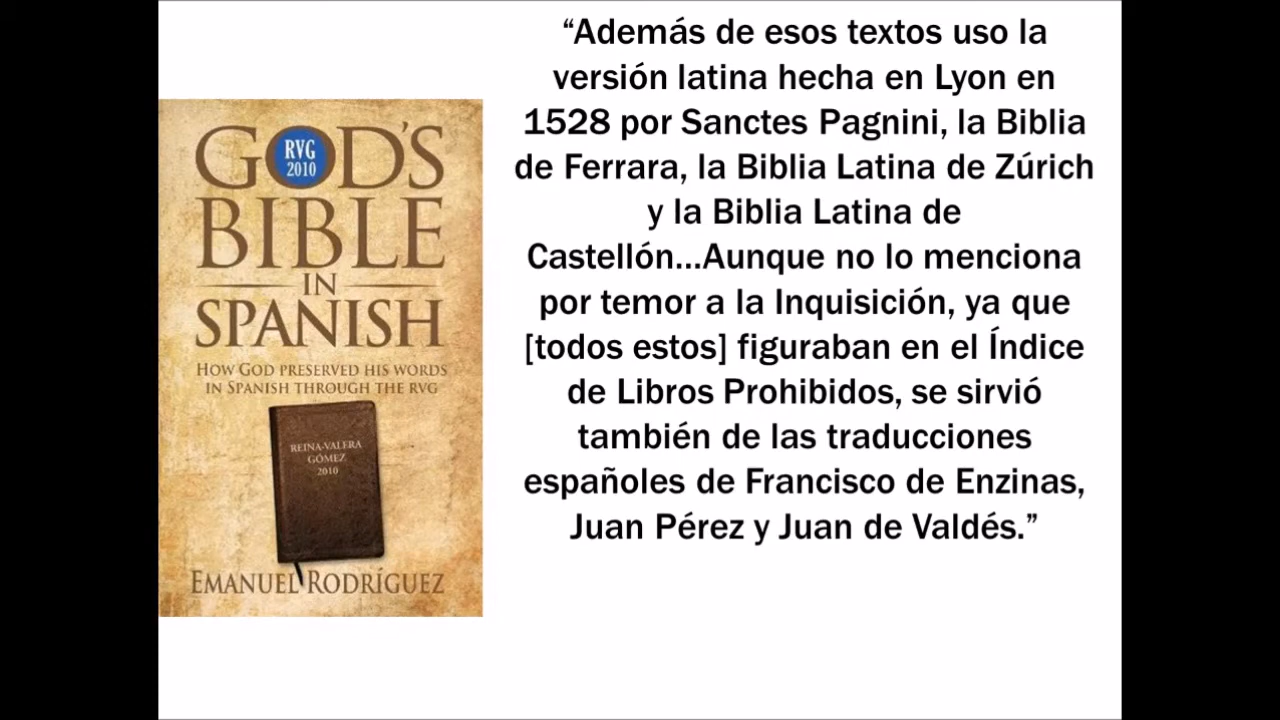 GOD'S
RVG
2010
BIBLE
IN
SPANISH
HOW GOD PRESERVED HIS WORDS
IN SPANISH THROUGH THE RVG
REINA-VALERA
GÓMEZ
2010
EMANUEL RODRÍGUEZ
“Además de esos textos uso la
versión latina hecha en Lyon en
1528 por Sanctes Pagnini, la Biblia
de Ferrara, la Biblia Latina de Zúrich
y la Biblia Latina de
Castellón...Aunque no lo menciona
por temor a la Inquisición, ya que
[todos estos] figuraban en el Índice
de Libros Prohibidos, se sirvió
también de las traducciones
españoles de Francisco de Enzinas,
Juan Pérez y Juan de Valdés.”